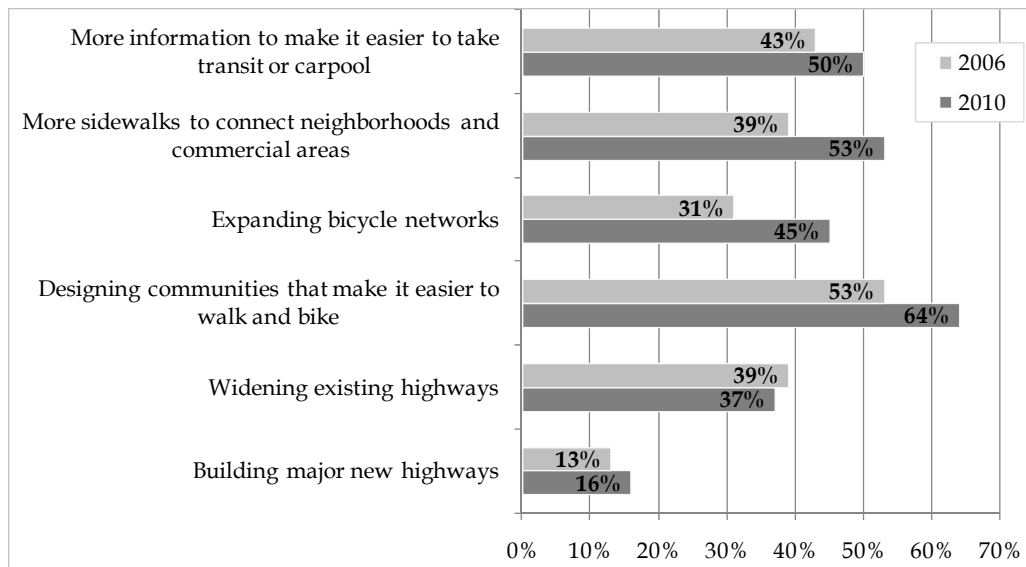 More information to make it easier to take
transit or carpool
43%
50%
More sidewalks to connect neighborhoods and
commercial areas
39%
53%
Expanding bicycle networks
31%
45%
Designing communities that make it easier to
walk and bike
53%
64%
Widening existing highways
39%
37%
Building major new highways
13%
16%
2006
2010
0% 10% 20% 30% 40% 50% 60% 70%